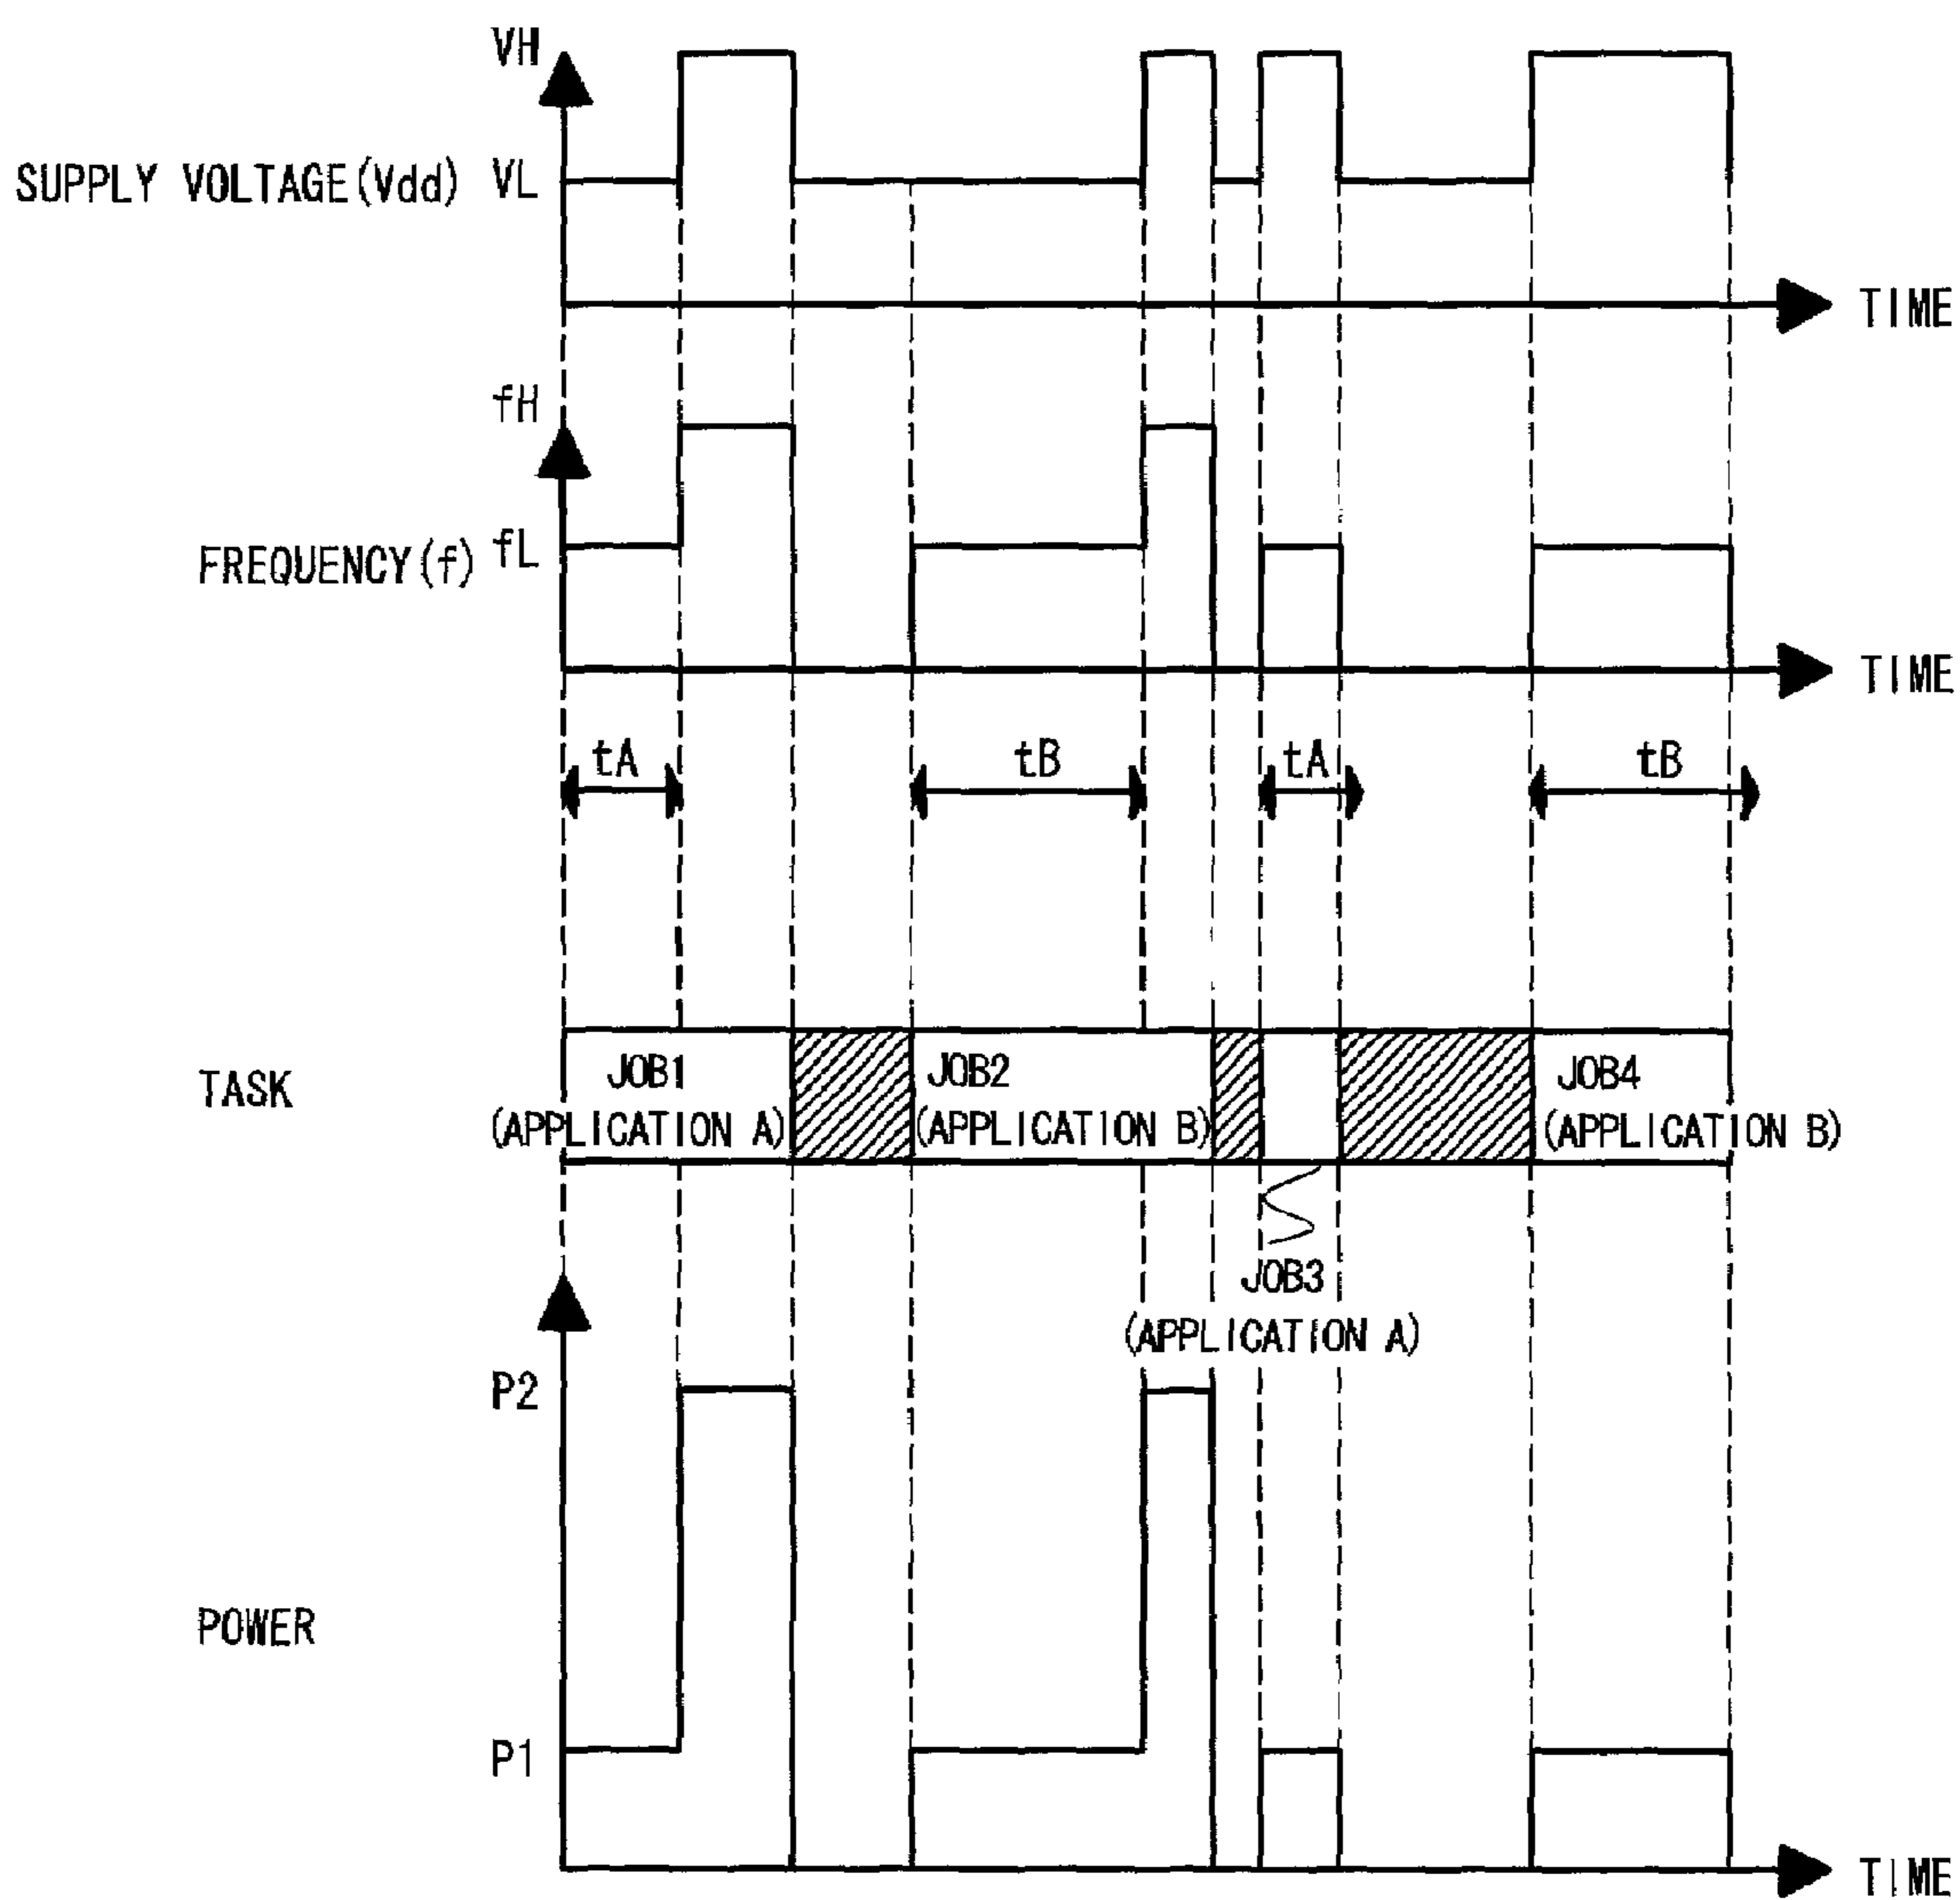 VH
SUPPLY VOLTAGE(Vdd) VL
TIME
fH
FREQUENCY(f) fL
TIME
tA tB tA tB
TASK
JOB1
(APPLICATION A)
JOB2
(APPLICATION B)
JOB4
(APPLICATION B)
JOB3
(APPLICATION A)
P2
POWER
P1
TIME